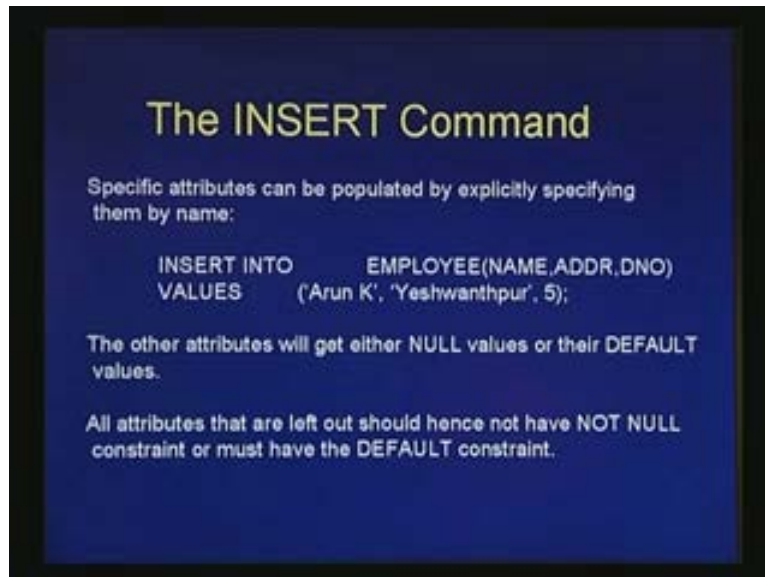 The INSERT Command
Specific attributes can be populated by explicitly specifying
them by name:
INSERT INTO EMPLOYEE(NAME,ADDR,DNO)
VALUES ('Arun K', 'Yeshwanthpur', 5);
The other attributes will get either NULL values or their DEFAULT
values.
All attributes that are left out should hence not have NOT NULL
constraint or must have the DEFAULT constraint.